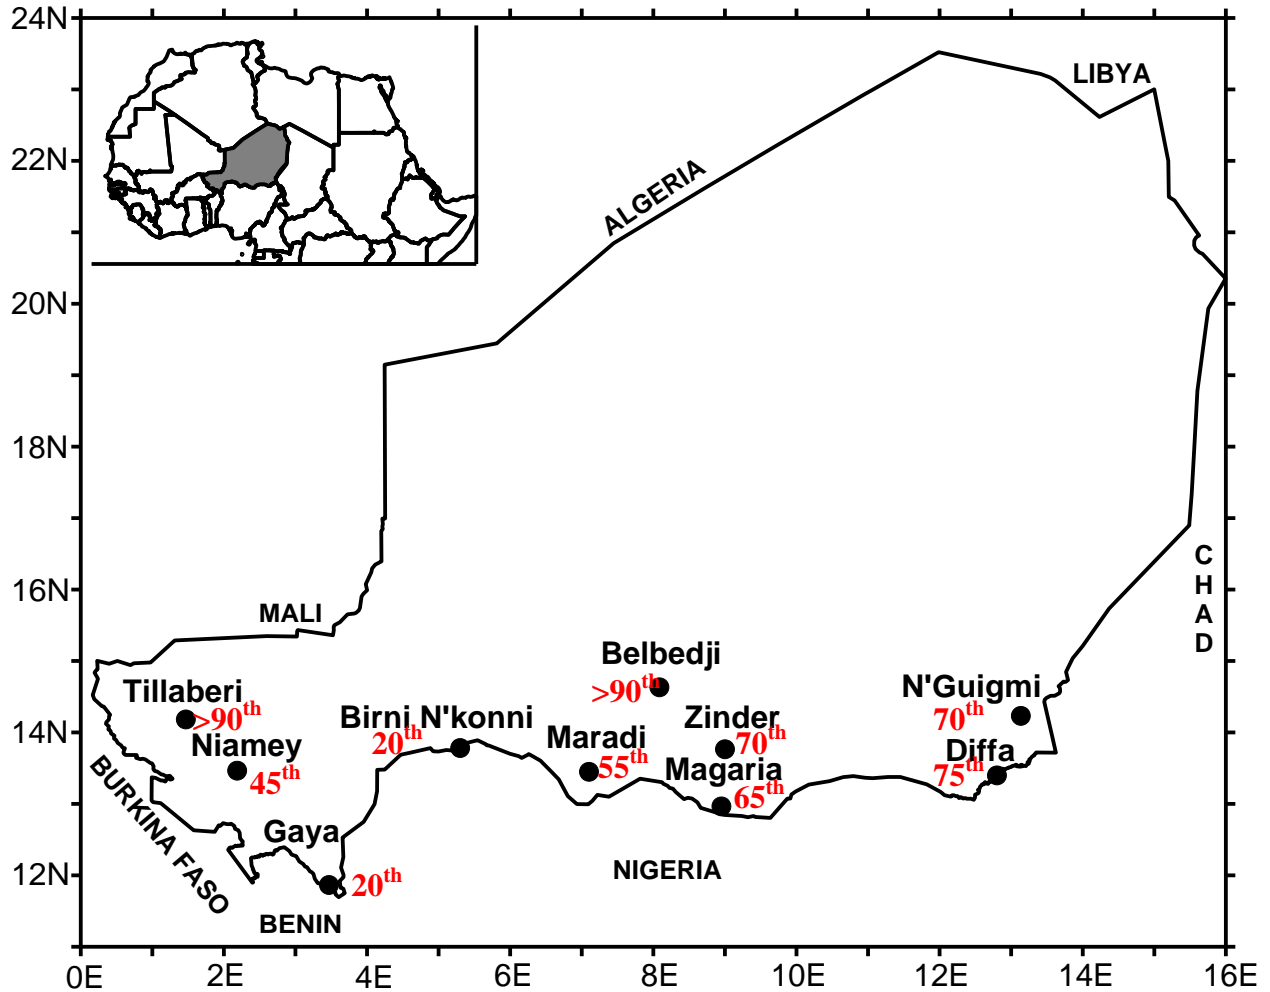 24N
LIBYA
22N
ALGERIA
20N
18N
16N
CHAD
MALI
Belbedji
>90th
Tillaberi
>90th
N'Guigmi
70th
14N
Birni N'konni
20th
Zinder
70th
Niamey
45th
Maradi
55th
Diffa
75th
Magaria
65th
BURKINA FASO
Gaya
20th
12N
NIGERIA
BENIN
0E 2E 4E 6E 8E 10E 12E 14E 16E